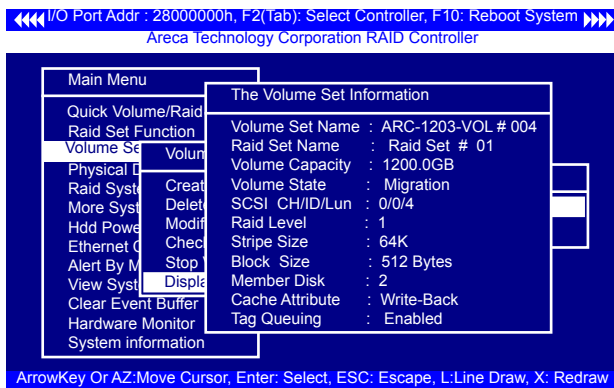 I/O Port Addr : 28000000h, F2(Tab): Select Controller, F10: Reboot System
Areca Technology Corporation RAID Controller
Main Menu
Quick Volume/Raid
Raid Set Function
Volume Se
Physical D
Raid Syste
More Syst
Hdd Powe
Ethernet C
Alert By M
View Syst
Clear Event Buffer
Hardware Monitor
System information
Volum
Creat
Delet
Modif
Chec
Stop V
Displa
The Volume Set Information
Volume Set Name : ARC-1203-VOL # 004
Raid Set Name : Raid Set # 01
Volume Capacity : 1200.0GB
Volume State : Migration
SCSI CH/ID/Lun : 0/0/4
Raid Level : 1
Stripe Size : 64K
Block Size : 512 Bytes
Member Disk : 2
Cache Attribute : Write-Back
Tag Queuing : Enabled
ArrowKey Or AZ:Move Cursor, Enter: Select, ESC: Escape, L:Line Draw, X: Redraw